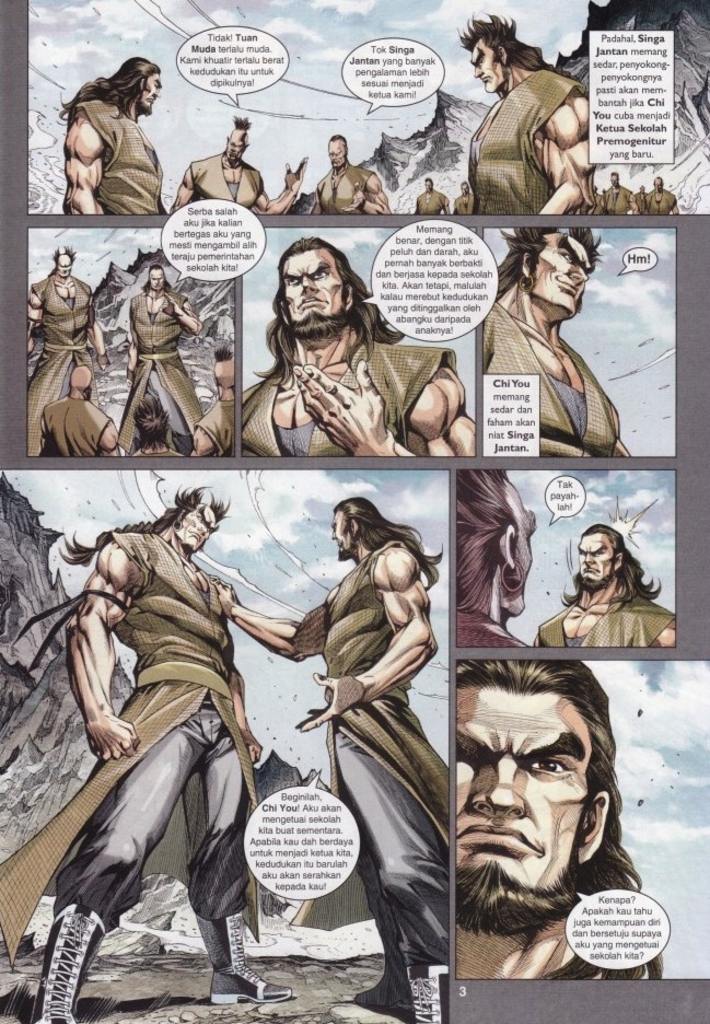 Tidak! Tuan
Muda terlalu muda.
Kami khuatir terlalu berat
kedudukan itu untuk
dipikulnya!
Tok Singa
Jantan yang banyak
pengalaman lebih
sesuai menjadi
ketua kami!
Padahal, Singa
Jantan memang
sedar, penyokong-
penyokongnya
pasti akan mem-
bantah jika Chi
You cuba menjadi
Ketua Sekolah
Premogenitur
yang baru.
Serba salah
aku jika kalian
bertegas aku yang
mesti mengambil alih
teraju pemerintahan
sekolah kita!
Memang
benar, dengan titik
peluh dan darah, aku
pernah banyak berbakti
dan berjasa kepada sekolah
kita. Akan tetapi, malulah
kalau merebut kedudukan
yang ditinggalkan oleh
abangku daripada
anaknya!
Hm!
Chi You
memang
sedar dan
faham akan
niat Singa
Jantan.
Beginilah,
Chi You! Aku akan
mengetuai sekolah
kita buat sementara.
Apabila kau dah berdaya
untuk menjadi ketua kita,
kedudukan itu barulah
akan aku serahkan
kepada kau!
Tak
payah-
lah!
Kenapa?
Apakah kau tahu
juga kemampuan diri
dan bersetuju supaya
aku yang mengetuai
sekolah kita?
3